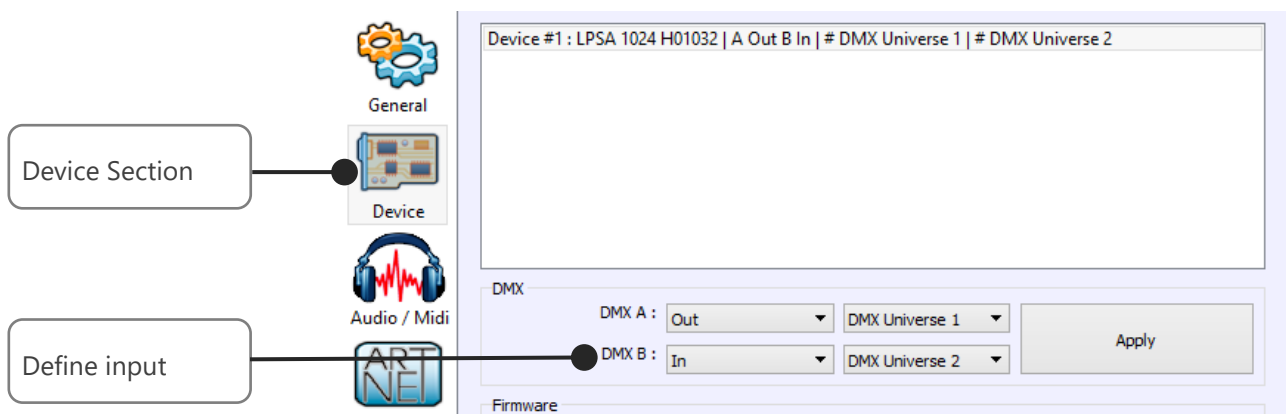 Device #1 : LPSA 1024 H01032 | A Out B In | # DMX Universe 1 | # DMX Universe 2
General
Device Section
Device
Audio / Midi
DMX
DMX A : Out DMX Universe 1
Apply
Define input
DMX B : In DMX Universe 2
ART
NET
Firmware